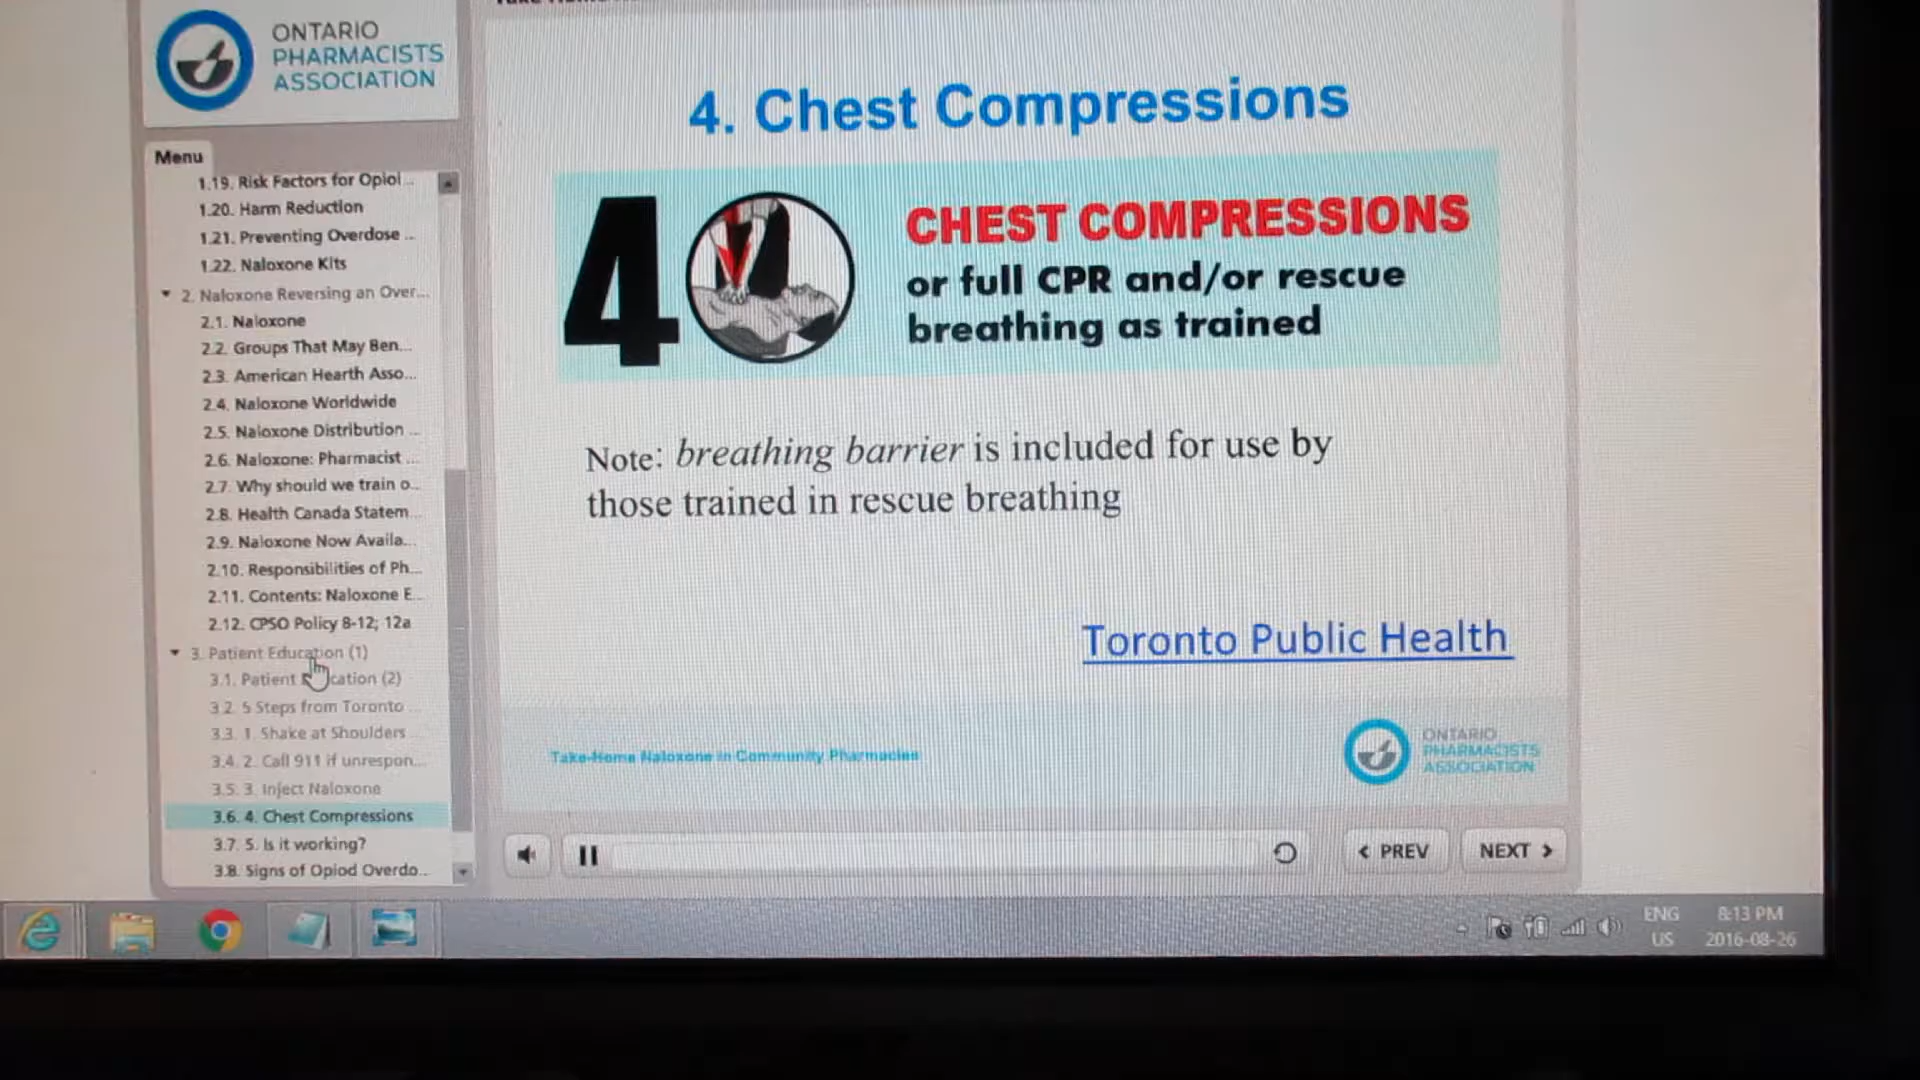 ONTARIO
PHARMACISTS
ASSOCIATION
Menu
1.19. Risk Factors for Opiol ...
1.20. Harm Reduction
1.21. Preventing Overdose ...
1.22. Naloxone Kits
2. Naloxone Reversing an Over...
2.1. Naloxone
2.2. Groups That May Ben...
2.3. American Hearth Asso...
2.4. Naloxone Worldwide
2.5. Naloxone Distribution ...
2.6. Naloxone: Pharmacist ...
2.7. Why should we train o...
2.8. Health Canada Statem...
2.9. Naloxone Now Availa...
2.10. Responsibilities of Ph...
2.11. Contents: Naloxone E...
2.12. CPSO Policy 8-12; 12a
3. Patient Education (1)
3.1. Patient cation (2)
3.2. 5 Steps from Toronto ...
3.3. 1. Shake at Shoulders ...
3.4. 2. Call 911 if unrespon...
3.5. 3. Inject Naloxone
3.6. 4. Chest Compressions
3.7. 5. Is it working?
3.8. Signs of Opiod Overdo...
4. Chest Compressions
4
CHEST COMPRESSIONS
or full CPR and/or rescue
breathing as trained
Note: breathing barrier is included for use by
those trained in rescue breathing
Toronto Public Health
Take-Home Naloxone in Community Pharmacies
ONTARIO
PHARMACISTS
ASSOCIATION
< PREV
NEXT >
ENG
US
8:13 PM
2016-08-26